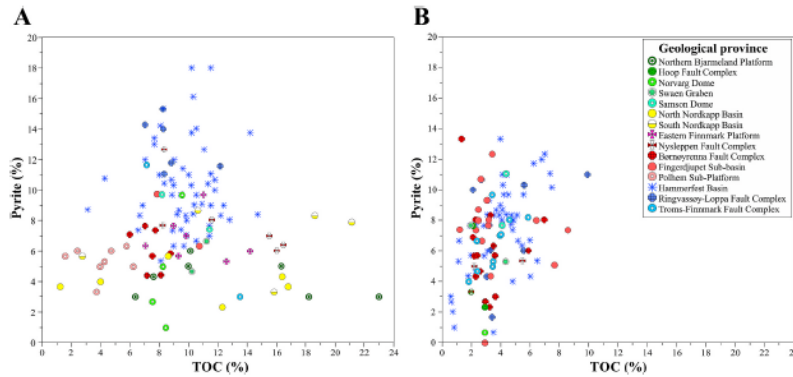 A
20
18
16
14
12
10
8
6
4
2
0
Pyrite (%)
0 2 4 6 8 10 12 14 16 18 20 22 24
TOC (%)
B
20
18
16
14
12
10
8
6
4
2
0
Pyrite (%)
0 2 4 6 8 10 12 14 16 18 20 22 24
TOC (%)
Geological province
Northern Bjarmeland Platform
Hoop Fault Complex
Norvarg Dome
Swaen Graben
Samson Dome
North Nordkapp Basin
South Nordkapp Basin
Eastern Finnmark Platform
Nysleppen Fault Complex
Børnøyrenna Fault Complex
Fingerdjupet Sub-basin
Polhem Sub-Platform
Hammerfest Basin
Ringvassøy-Loppa Fault Complex
Troms-Finnmark Fault Complex